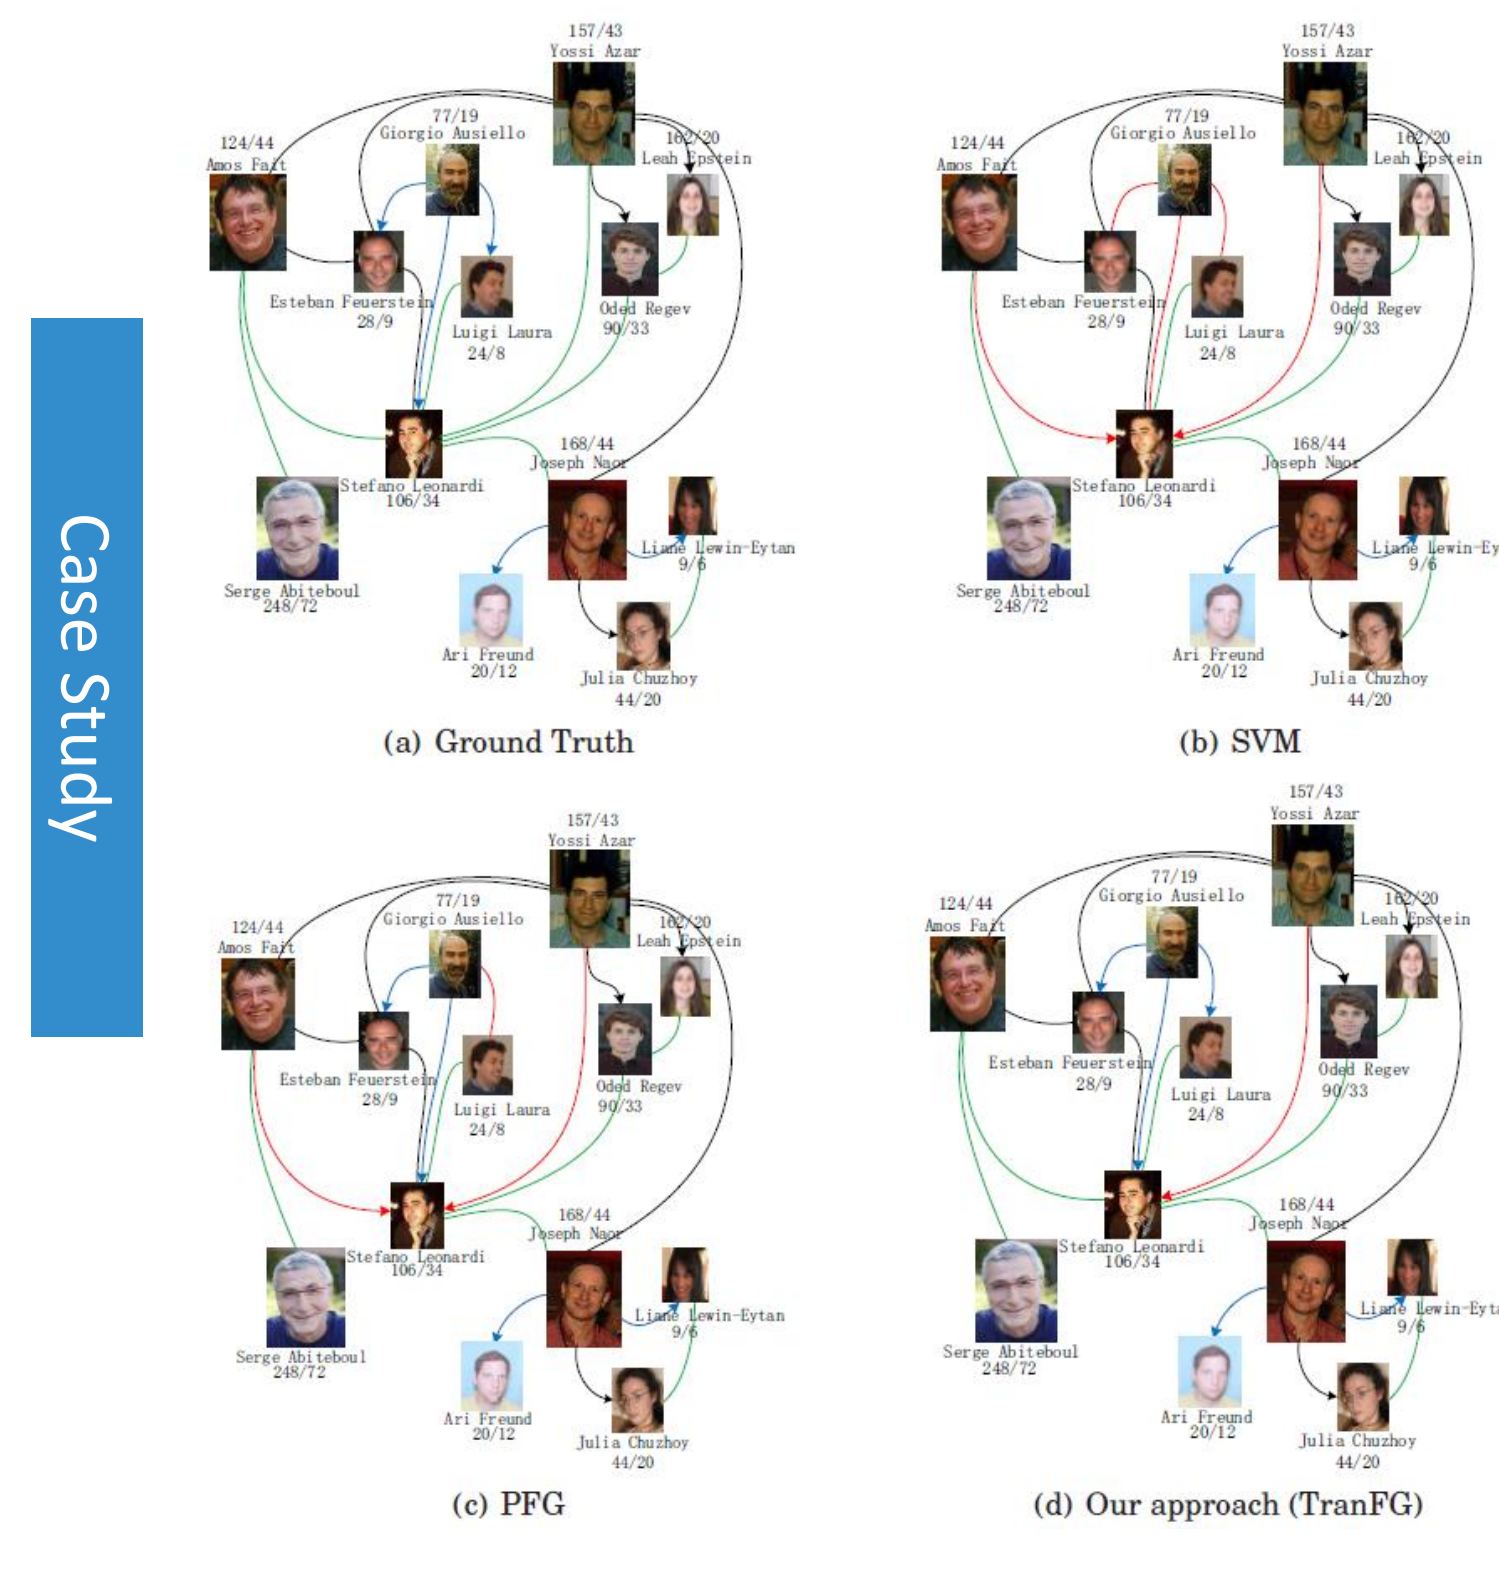 Case Study
157/43
Yossi Azar
77/19
Giorgio Ausiello
162/20
Leah Epstein
124/44
Amos Fait
Esteban Feuerstein
28/9
Luigi Laura
24/8
Oded Regev
90/33
168/44
Joseph Naor
Stefano Leonardi
106/34
Liane Lewin-Eytan
9/6
Serge Abiteboul
248/72
Ari Freund
20/12
Julia Chuzhoy
44/20
(a) Ground Truth
157/43
Yossi Azar
77/19
Giorgio Ausiello
162/20
Leah Epstein
124/44
Amos Fait
Esteban Feuerstein
28/9
Luigi Laura
24/8
Oded Regev
90/33
168/44
Joseph Naor
Stefano Leonardi
106/34
Liane Lewin-Ey
9/6
Serge Abiteboul
248/72
Ari Freund
20/12
Julia Chuzhoy
44/20
(b) SVM
157/43
Yossi Azar
77/19
Giorgio Ausiello
162/20
Leah Epstein
124/44
Amos Fait
Esteban Feuerstein
28/9
Luigi Laura
24/8
Oded Regev
90/33
168/44
Joseph Naor
Stefano Leonardi
106/34
Liane Lewin-Eytan
9/6
Serge Abiteboul
248/72
Ari Freund
20/12
Julia Chuzhoy
44/20
(c) PFG
157/43
Yossi Azar
77/19
Giorgio Ausiello
162/20
Leah Epstein
124/44
Amos Fait
Esteban Feuerstein
28/9
Luigi Laura
24/8
Oded Regev
90/33
168/44
Joseph Naor
Stefano Leonardi
106/34
Liane Lewin-Eyta
9/6
Serge Abiteboul
248/72
Ari Freund
20/12
Julia Chuzhoy
44/20
(d) Our approach (TranFG)